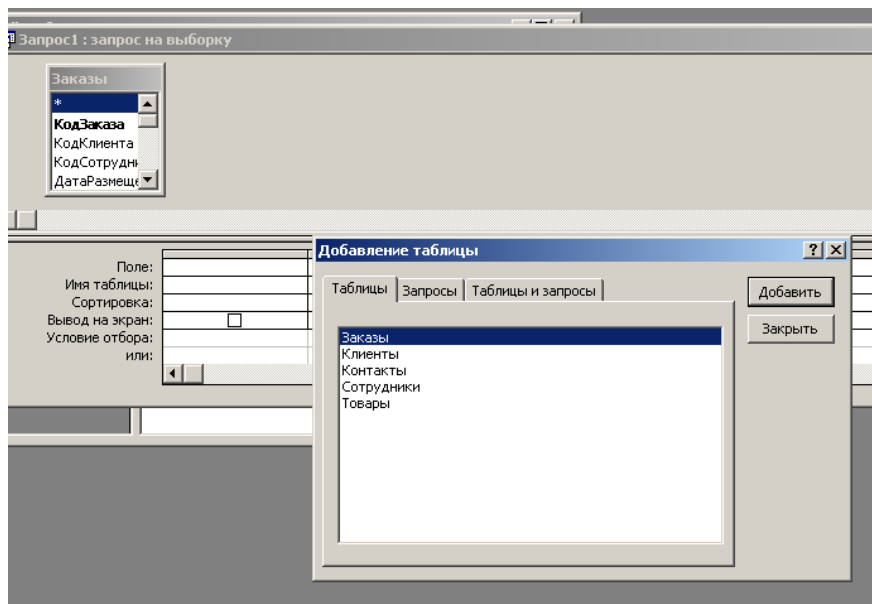 Запрос1 : запрос на выборку
Заказы
*
КодЗаказа
КодКлиента
КодСотрудн
ДатаРазмеще
Поле:
Имя таблицы:
Сортировка:
Вывод на экран:
Условие отбора:
или:
Добавление таблицы
Таблицы Запросы Таблицы и запросы
Добавить
Закрыть
Заказы
Клиенты
Контакты
Сотрудники
Товары